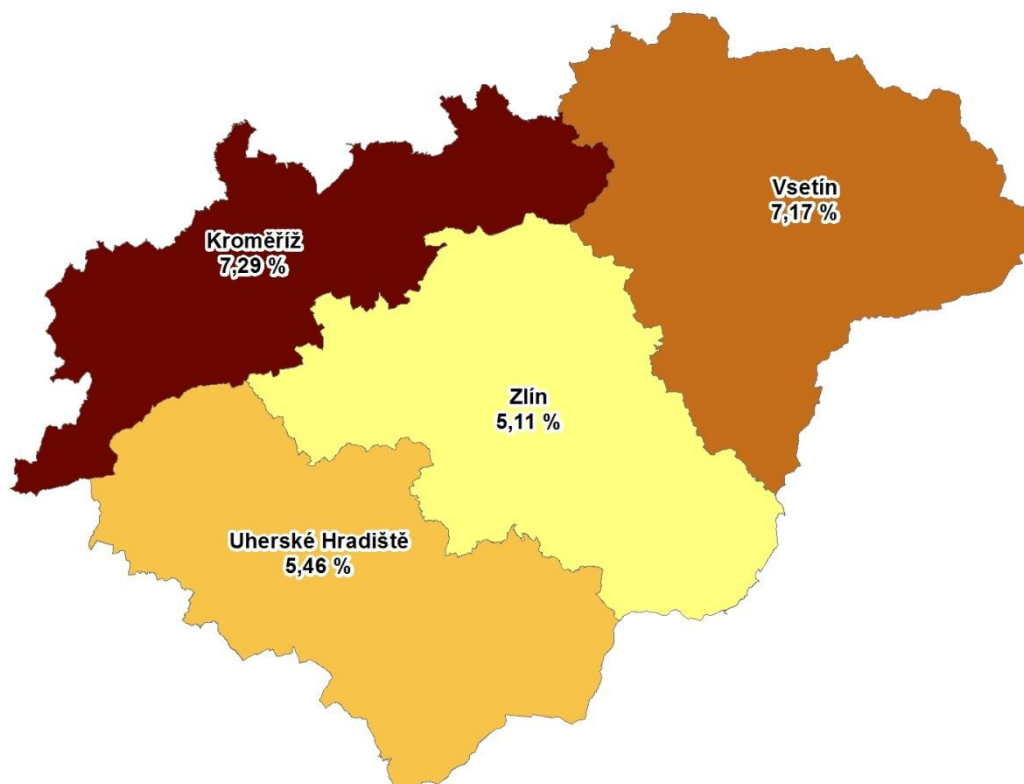 Vsetín
7,17 %
Kroměříž
7,29 %
Zlín
5,11 %
Uherské Hradiště
5,46 %